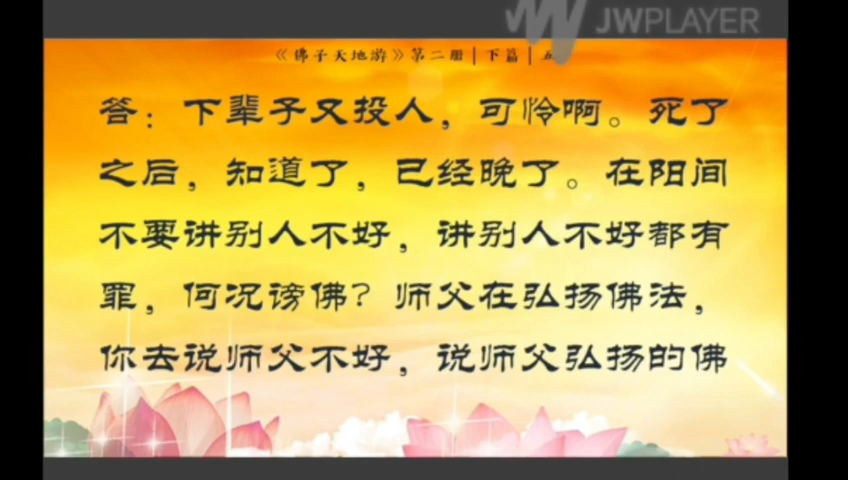 JWPLAYER
《佛子天地游》第二册|下篇|五
答：下辈子又投人，可怜啊。死了
之后，知道了，已经晚了。在阳间
不要讲别人不好，讲别人不好都有
罪，何况谤佛？师父在弘扬佛法，
你去说师父不好，说师父弘扬的佛